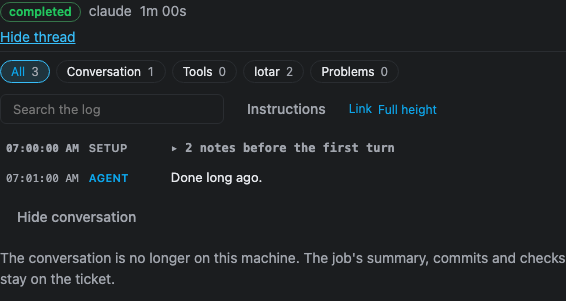 completed claude 1m 00s
Hide thread
All 3 Conversation 1 Tools 0 Iotar 2 Problems 0
Search the log Instructions Link Full height
07:00:00 AM SETUP ▸ 2 notes before the first turn
07:01:00 AM AGENT Done long ago.
Hide conversation
The conversation is no longer on this machine. The job's summary, commits and checks
stay on the ticket.